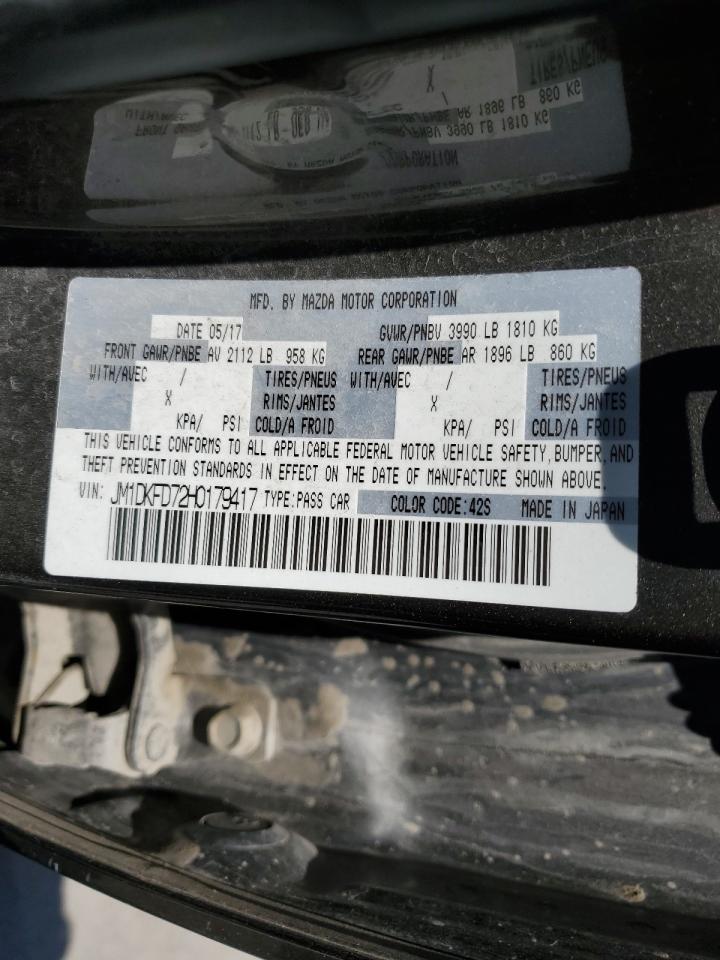 MFD. BY MAZDA MOTOR CORPORATION
DATE 05/17 GVWR/PNBV 3990 LB 1810 KG
FRONT GAWR/PNBE AV 2112 LB 958 KG REAR GAWR/PNBE AR 1896 LB 860 KG
WITH/AVEC / TIRES/PNEUS WITH/AVEC / TIRES/PNEUS
X RIMS/JANTES X RIMS/JANTES
KPA/ PSI COLD/A FROID KPA/ PSI COLD/A FROID
THIS VEHICLE CONFORMS TO ALL APPLICABLE FEDERAL MOTOR VEHICLE SAFETY,BUMPER,AND
THEFT PREVENTION STANDARDS IN EFFECT ON THE DATE OF MANUFACTURE SHOWN ABOVE.
VIN: JM1DKFD72H0179417 TYPE:PASS CAR COLOR CODE:42S MADE IN JAPAN